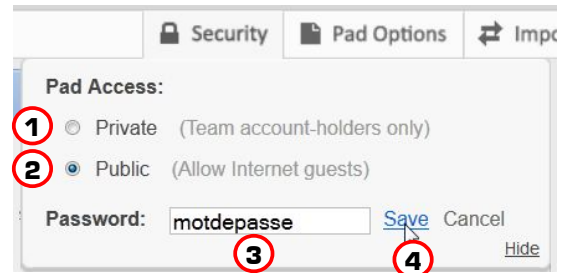 Security Pad Options Impo
Pad Access:
1 Private (Team account-holders only)
2 Public (Allow Internet guests)
Password: motdepasse Save Cancel
3 4 Hide